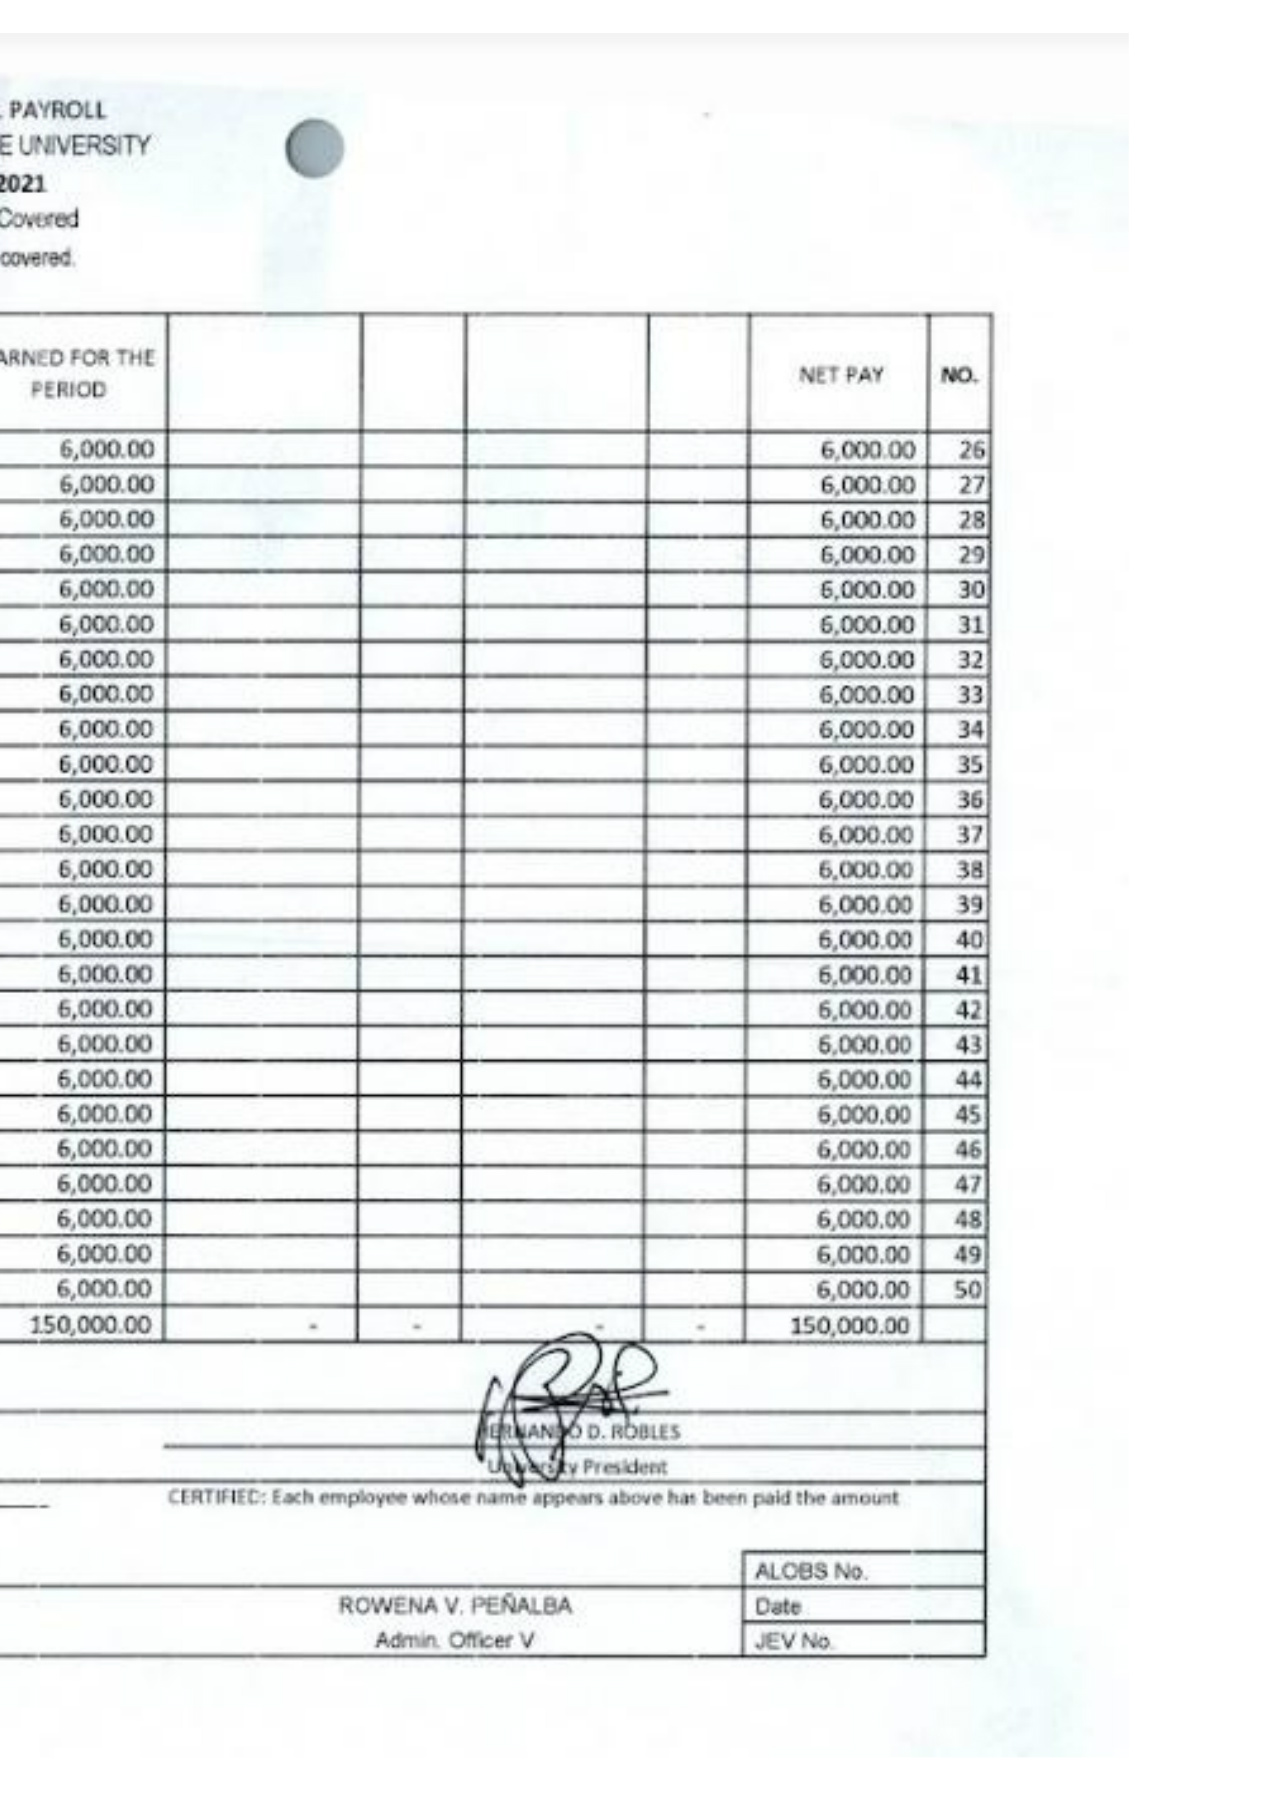 . PAYROLL
E UNIVERSITY
2021
Covered
covered.
ARNED FOR THE PERIOD NET PAY NO.
6,000.00 6,000.00 26
6,000.00 6,000.00 27
6,000.00 6,000.00 28
6,000.00 6,000.00 29
6,000.00 6,000.00 30
6,000.00 6,000.00 31
6,000.00 6,000.00 32
6,000.00 6,000.00 33
6,000.00 6,000.00 34
6,000.00 6,000.00 35
6,000.00 6,000.00 36
6,000.00 6,000.00 37
6,000.00 6,000.00 38
6,000.00 6,000.00 39
6,000.00 6,000.00 40
6,000.00 6,000.00 41
6,000.00 6,000.00 42
6,000.00 6,000.00 43
6,000.00 6,000.00 44
6,000.00 6,000.00 45
6,000.00 6,000.00 46
6,000.00 6,000.00 47
6,000.00 6,000.00 48
6,000.00 6,000.00 49
6,000.00 6,000.00 50
150,000.00 - - - - 150,000.00
ERNANDO D. ROBLES
University President
CERTIFIED: Each employee whose name appears above has been paid the amount
ALOBS No.
ROWENA V. PEÑALBA Date
Admin. Officer V JEV No.